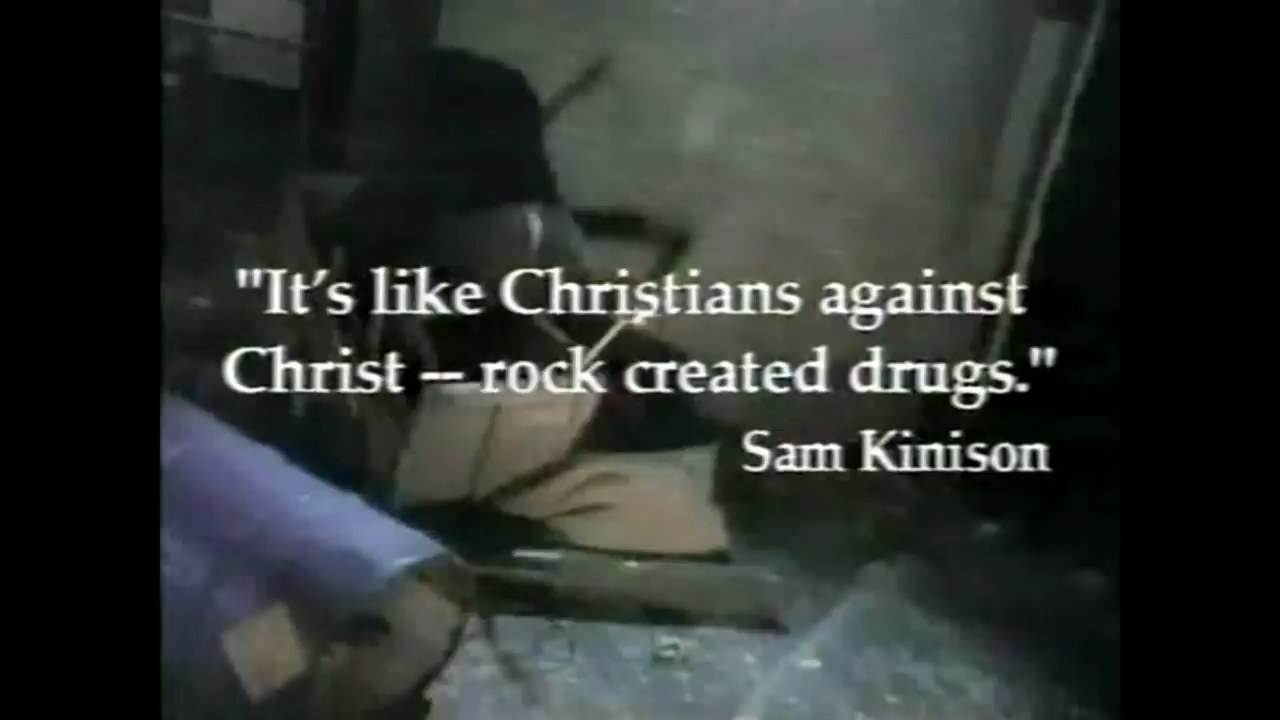 "It's like Christians against
Christ -- rock created drugs."
Sam Kinison